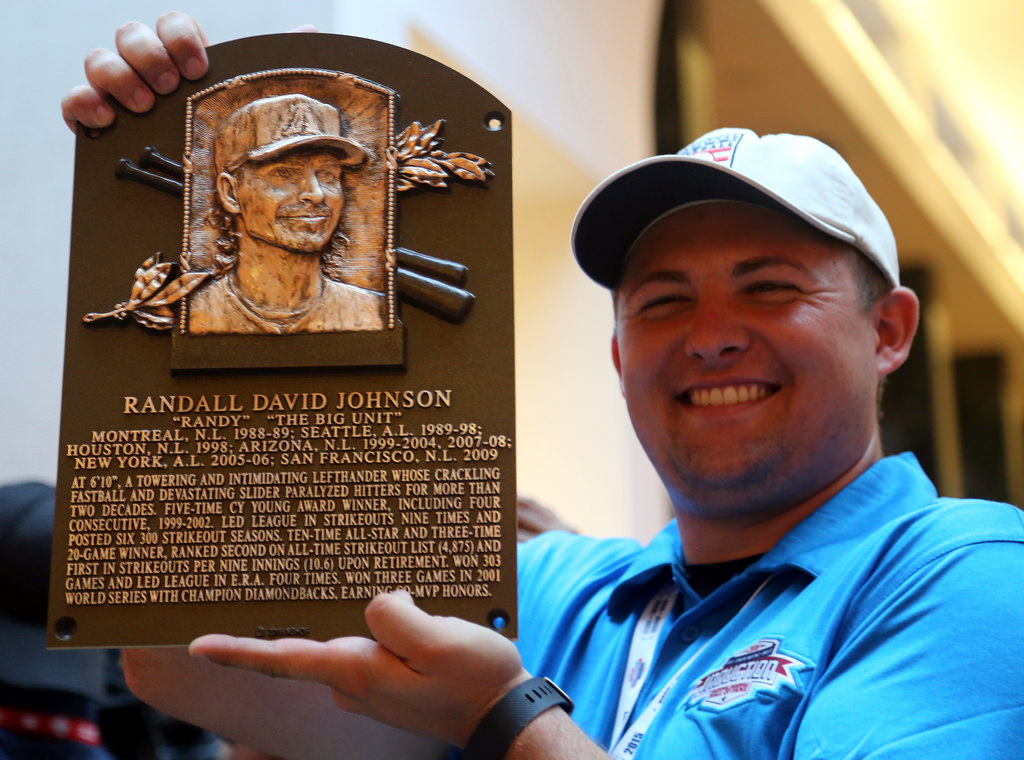 RANDALL DAVID JOHNSON
“RANDY” “THE BIG UNIT”
MONTREAL, N.L. 1988-89; SEATTLE, A.L. 1989-98;
HOUSTON, N.L. 1998; ARIZONA, N.L. 1999-2004, 2007-08;
NEW YORK, A.L. 2005-06; SAN FRANCISCO, N.L. 2009
AT 6'10", A TOWERING AND INTIMIDATING LEFTHANDER WHOSE CRACKLING
FASTBALL AND DEVASTATING SLIDER PARALYZED HITTERS FOR MORE THAN
TWO DECADES. FIVE-TIME CY YOUNG AWARD WINNER, INCLUDING FOUR
CONSECUTIVE, 1999-2002. LED LEAGUE IN STRIKEOUTS NINE TIMES AND
POSTED SIX 300 STRIKEOUT SEASONS. TEN-TIME ALL-STAR AND THREE-TIME
20-GAME WINNER, RANKED SECOND ON ALL-TIME STRIKEOUT LIST (4,875) AND
FIRST IN STRIKEOUTS PER NINE INNINGS (10.6) UPON RETIREMENT. WON 303
GAMES AND LED LEAGUE IN E.R.A. FOUR TIMES. WON THREE GAMES IN 2001
WORLD SERIES WITH CHAMPION DIAMONDBACKS, EARNING CO-MVP HONORS.
INDUCTION
2015